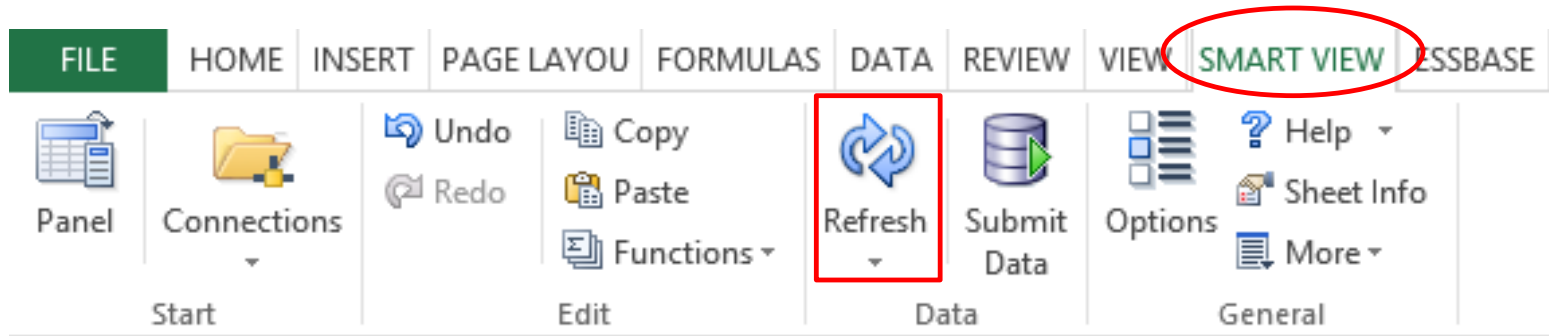 FILE HOME INSERT PAGE LAYOU FORMULAS DATA REVIEW VIEW SMART VIEW ESSBASE
Panel
Connections
Undo
Redo
Copy
Paste
Functions
Refresh
Submit
Data
Options
Help
Sheet Info
More
Start Edit Data General